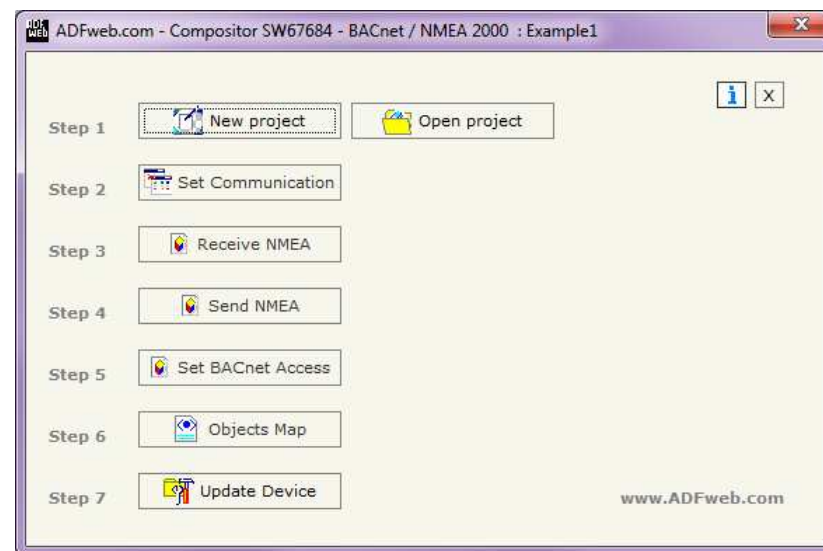 ADFweb.com - Compositor SW67684 - BACnet / NMEA 2000 : Example1
i X
Step 1 New project Open project
Step 2 Set Communication
Step 3 Receive NMEA
Step 4 Send NMEA
Step 5 Set BACnet Access
Step 6 Objects Map
Step 7 Update Device
www.ADFweb.com